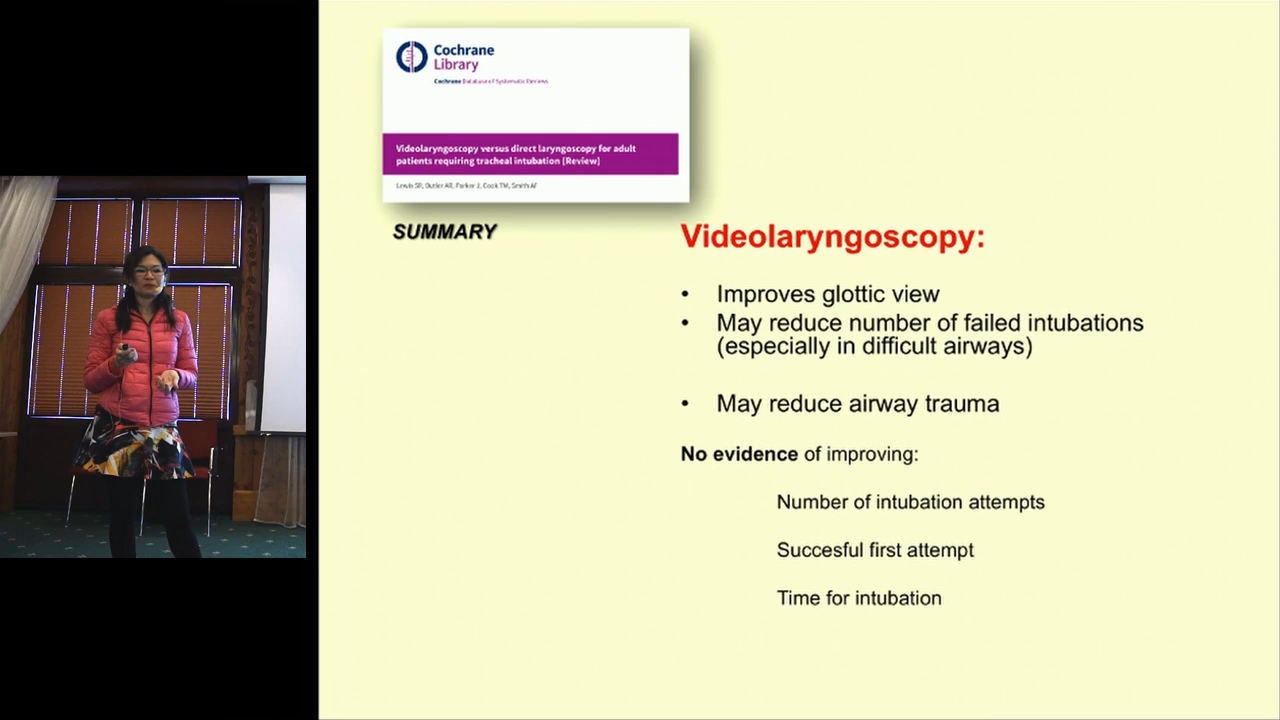 Cochrane
Library
Cochrane Database of Systematic Reviews
Videolaryngoscopy versus direct laryngoscopy for adult
patients requiring tracheal intubation (Review)
Lewis SR, Butler AR, Parker J, Cook TM, Smith AF
SUMMARY
Videolaryngoscopy:
• Improves glottic view
• May reduce number of failed intubations
(especially in difficult airways)
• May reduce airway trauma
No evidence of improving:
Number of intubation attempts
Succesful first attempt
Time for intubation